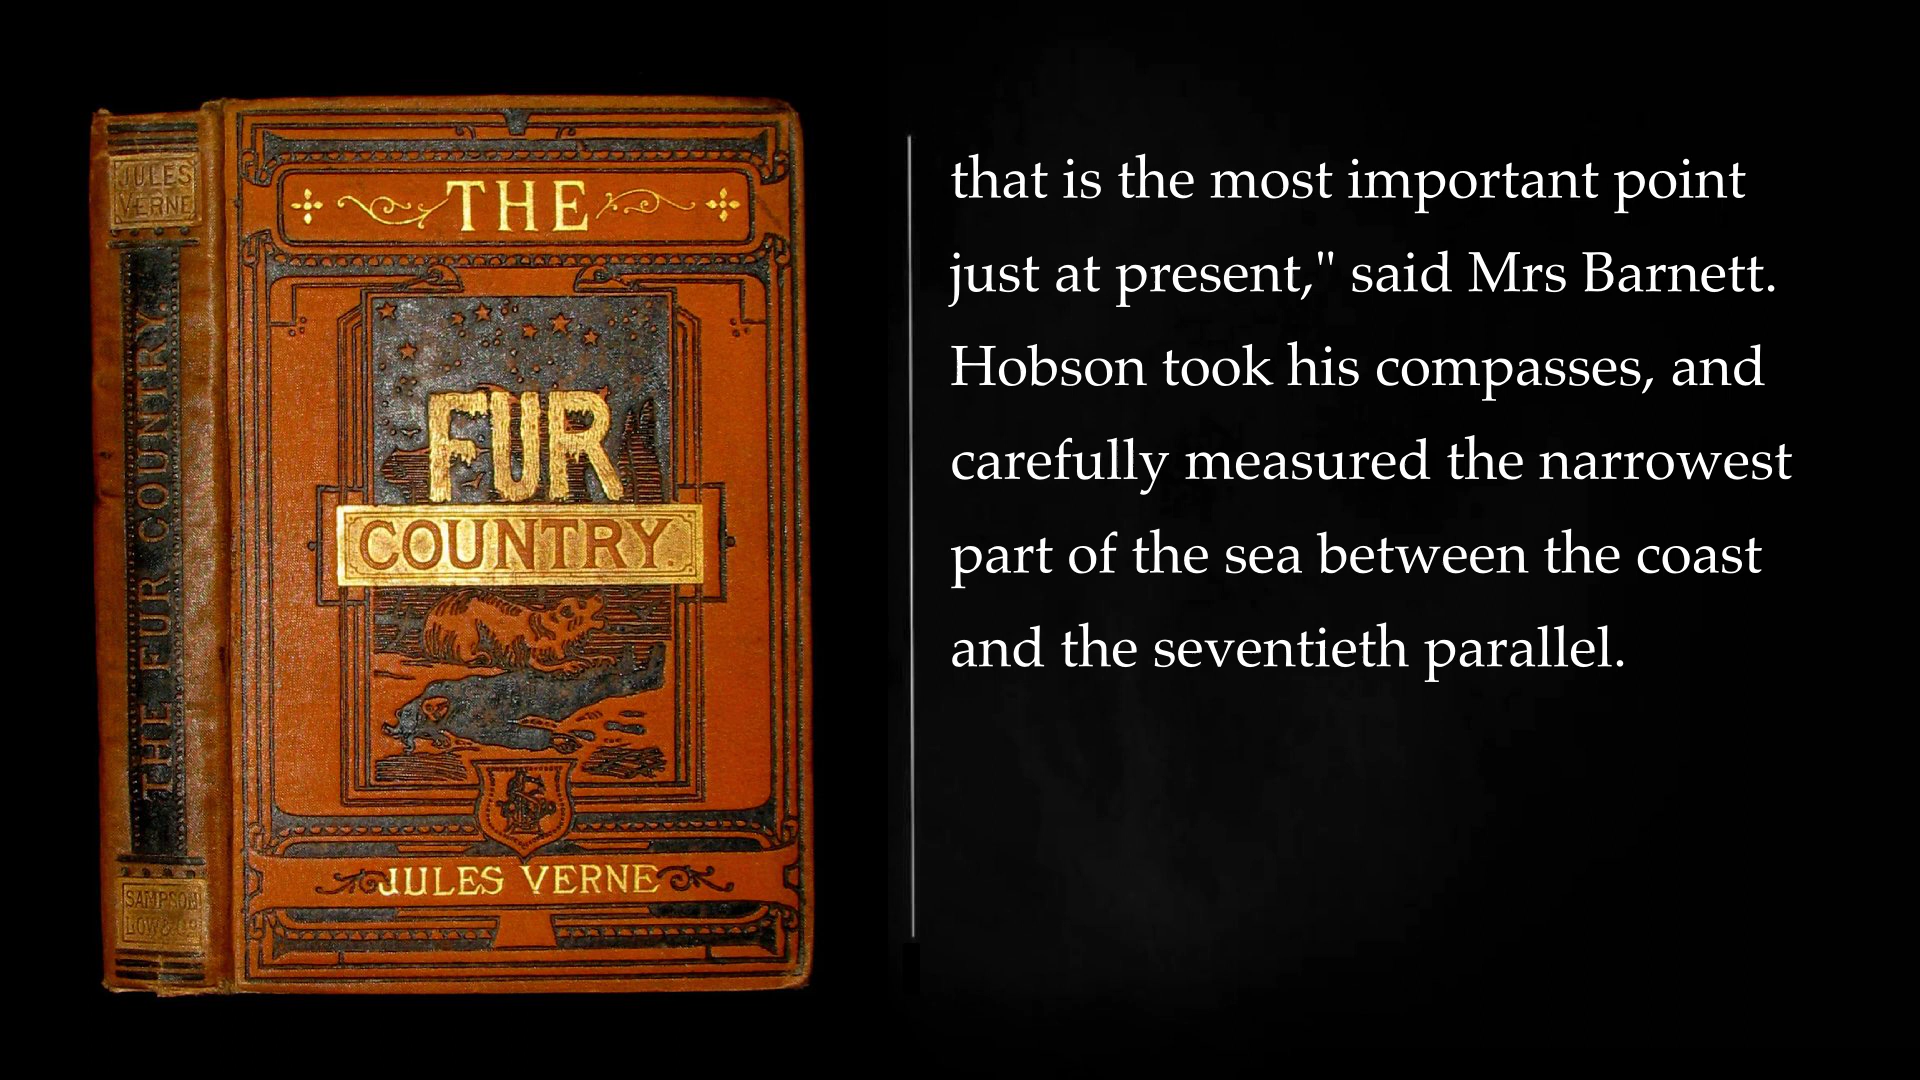 JULES
VERNE
THE FUR COUNTRY.
SAMPSON
LOW & Co
THE
FUR
COUNTRY.
JULES VERNE
that is the most important point
just at present," said Mrs Barnett.
Hobson took his compasses, and
carefully measured the narrowest
part of the sea between the coast
and the seventieth parallel.